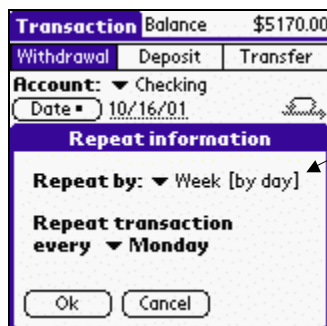 Transaction Balance $5170.00
Withdrawal Deposit Transfer
Account: Checking
Date 10/16/01
Repeat information
Repeat by: Week [by day]
Repeat transaction
every Monday
Ok Cancel